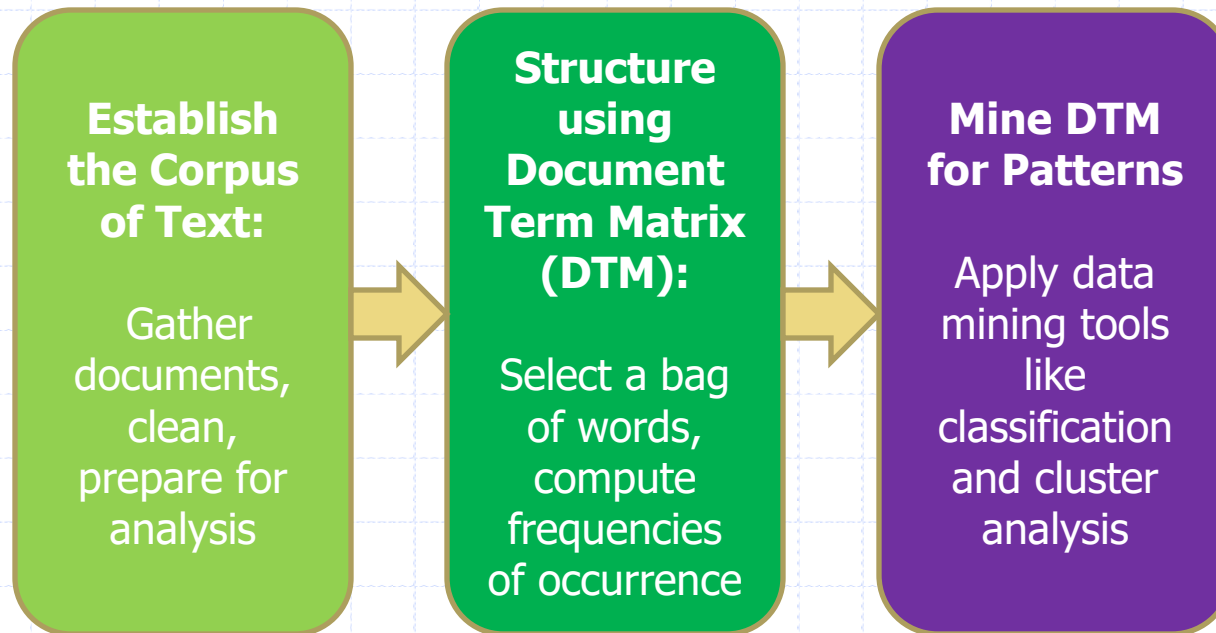 Establish
the Corpus
of Text:
Gather
documents,
clean,
prepare for
analysis
Structure
using
Document
Term Matrix
(DTM):
Select a bag
of words,
compute
frequencies
of occurrence
Mine DTM
for Patterns
Apply data
mining tools
like
classification
and cluster
analysis